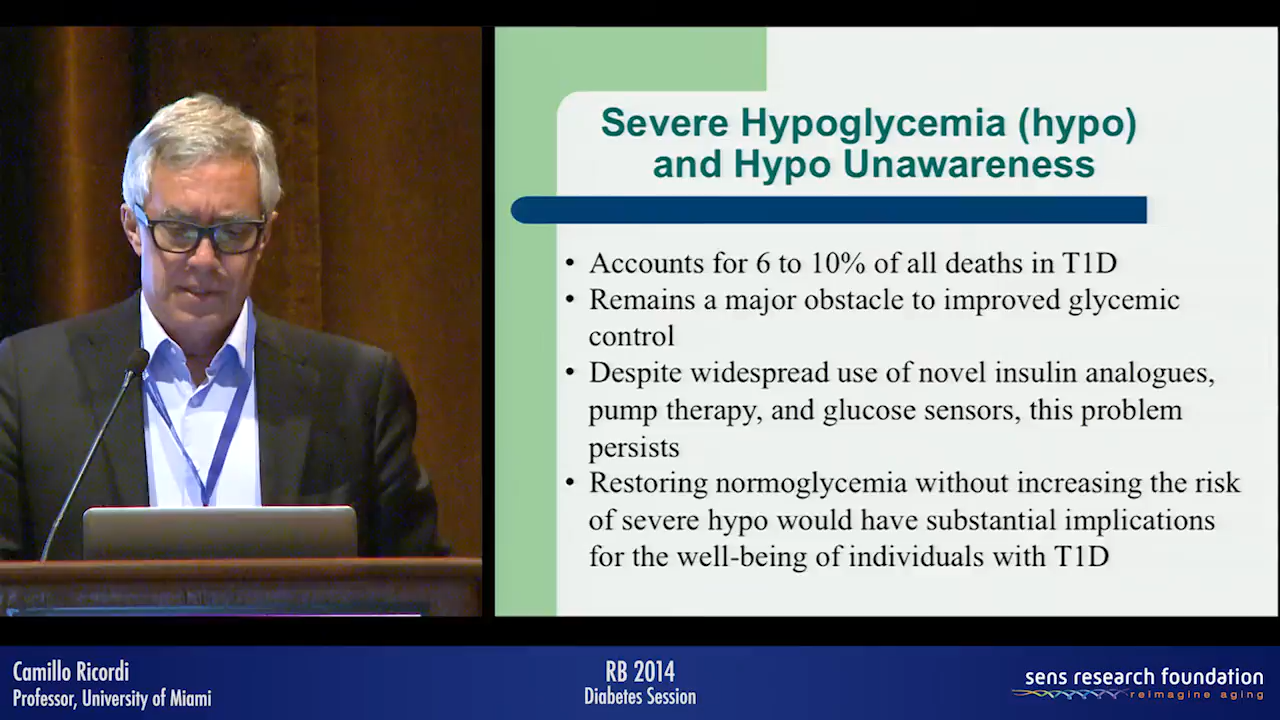 Severe Hypoglycemia (hypo)
and Hypo Unawareness
• Accounts for 6 to 10% of all deaths in T1D
• Remains a major obstacle to improved glycemic
control
• Despite widespread use of novel insulin analogues,
pump therapy, and glucose sensors, this problem
persists
• Restoring normoglycemia without increasing the risk
of severe hypo would have substantial implications
for the well-being of individuals with T1D
Camillo Ricordi
Professor, University of Miami
RB 2014
Diabetes Session
sens research foundation
reimagine aging